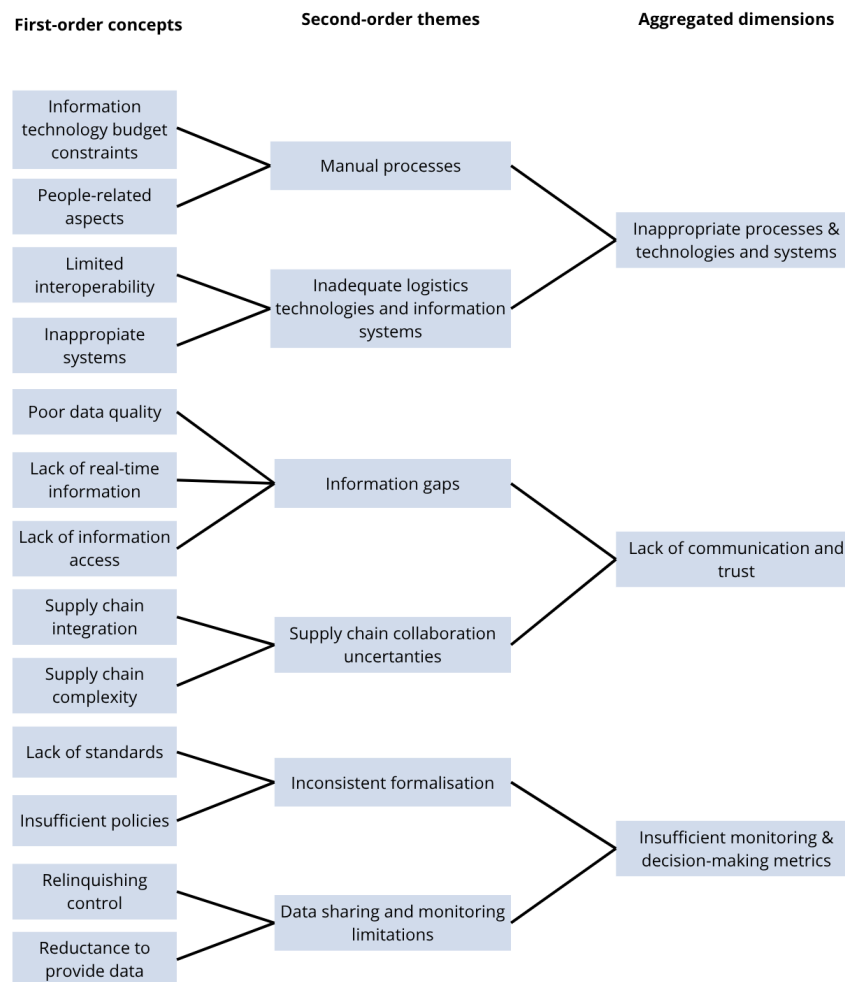 First-order concepts
Second-order themes
Aggregated dimensions
Information
technology budget
constraints
People-related
aspects
Limited
interoperability
Inappropiate
systems
Poor data quality
Lack of real-time
information
Lack of information
access
Supply chain
integration
Supply chain
complexity
Lack of standards
Insufficient policies
Relinquishing
control
Reductance to
provide data
Manual processes
Inadequate logistics
technologies and information
systems
Information gaps
Supply chain collaboration
uncertanties
Inconsistent formalisation
Data sharing and monitoring
limitations
Inappropriate processes &
technologies and systems
Lack of communication and
trust
Insufficient monitoring &
decision-making metrics